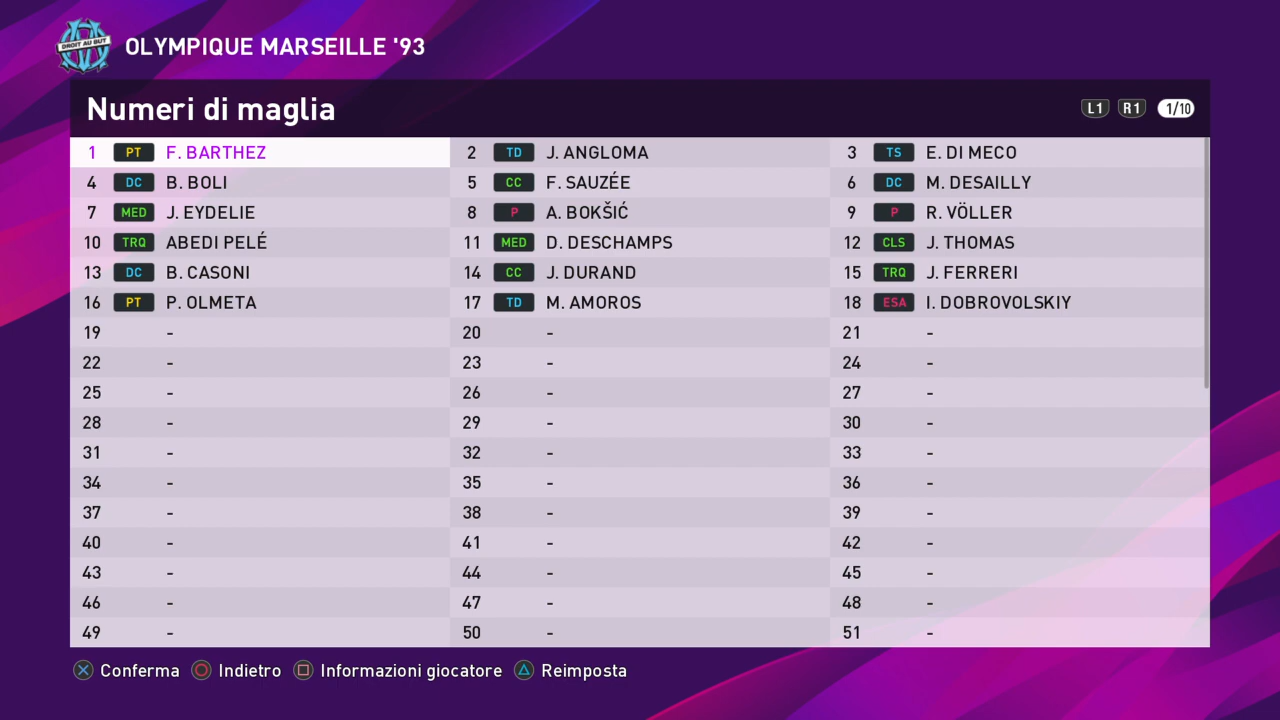 DROIT AU BUT
OLYMPIQUE MARSEILLE '93
Numeri di maglia L1 R1 1/10
1 PT F. BARTHEZ 2 TD J. ANGLOMA 3 TS E. DI MECO
4 DC B. BOLI 5 CC F. SAUZÉE 6 DC M. DESAILLY
7 MED J. EYDELIE 8 P A. BOKŠIĆ 9 P R. VÖLLER
10 TRQ ABEDI PELÉ 11 MED D. DESCHAMPS 12 CLS J. THOMAS
13 DC B. CASONI 14 CC J. DURAND 15 TRQ J. FERRERI
16 PT P. OLMETA 17 TD M. AMOROS 18 ESA I. DOBROVOLSKIY
19 - 20 - 21 -
22 - 23 - 24 -
25 - 26 - 27 -
28 - 29 - 30 -
31 - 32 - 33 -
34 - 35 - 36 -
37 - 38 - 39 -
40 - 41 - 42 -
43 - 44 - 45 -
46 - 47 - 48 -
49 - 50 - 51 -
Conferma Indietro Informazioni giocatore Reimposta